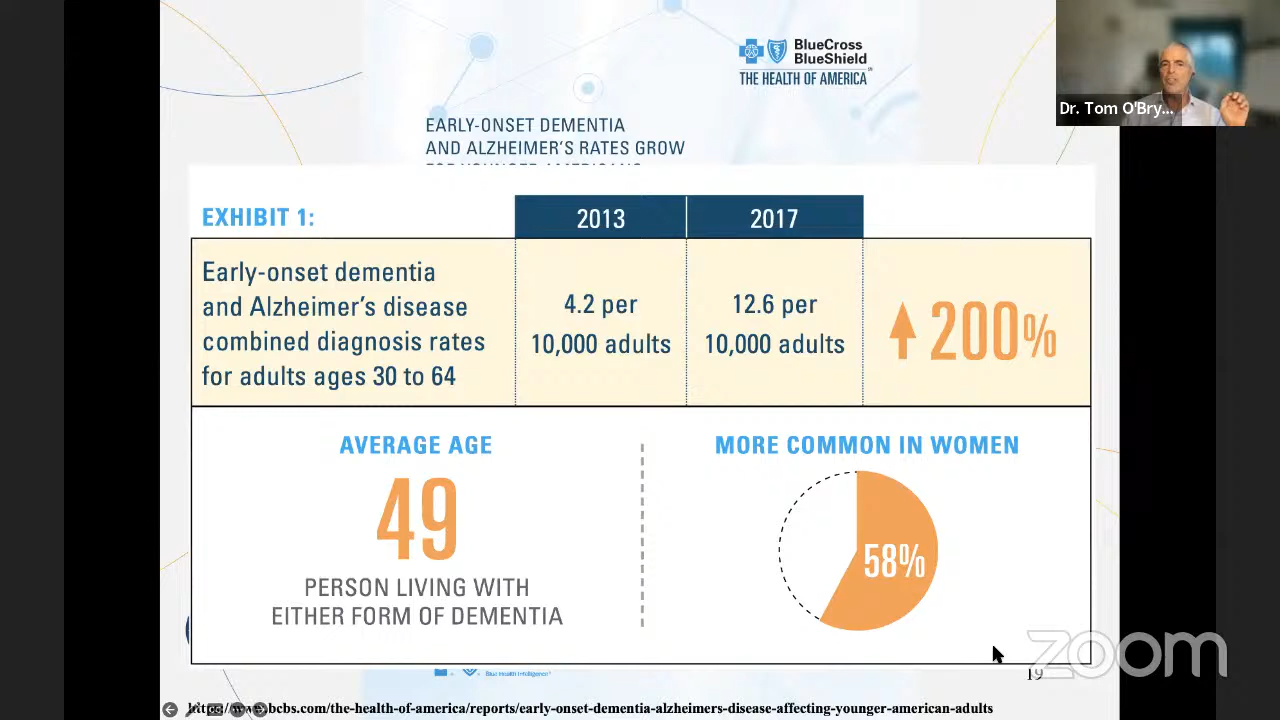 BlueCross
BlueShield
THE HEALTH OF AMERICA
Dr. Tom O'Bry...
EARLY-ONSET DEMENTIA
AND ALZHEIMER'S RATES GROW
EXHIBIT 1:
2013
2017
Early-onset dementia
and Alzheimer's disease
combined diagnosis rates
for adults ages 30 to 64
4.2 per
10,000 adults
12.6 per
10,000 adults
200%
AVERAGE AGE
49
PERSON LIVING WITH
EITHER FORM OF DEMENTIA
MORE COMMON IN WOMEN
58%
zoom
19
Blue Health Intelligence
.bcbs.com/the-health-of-america/reports/early-onset-dementia-alzheimers-disease-affecting-younger-american-adults